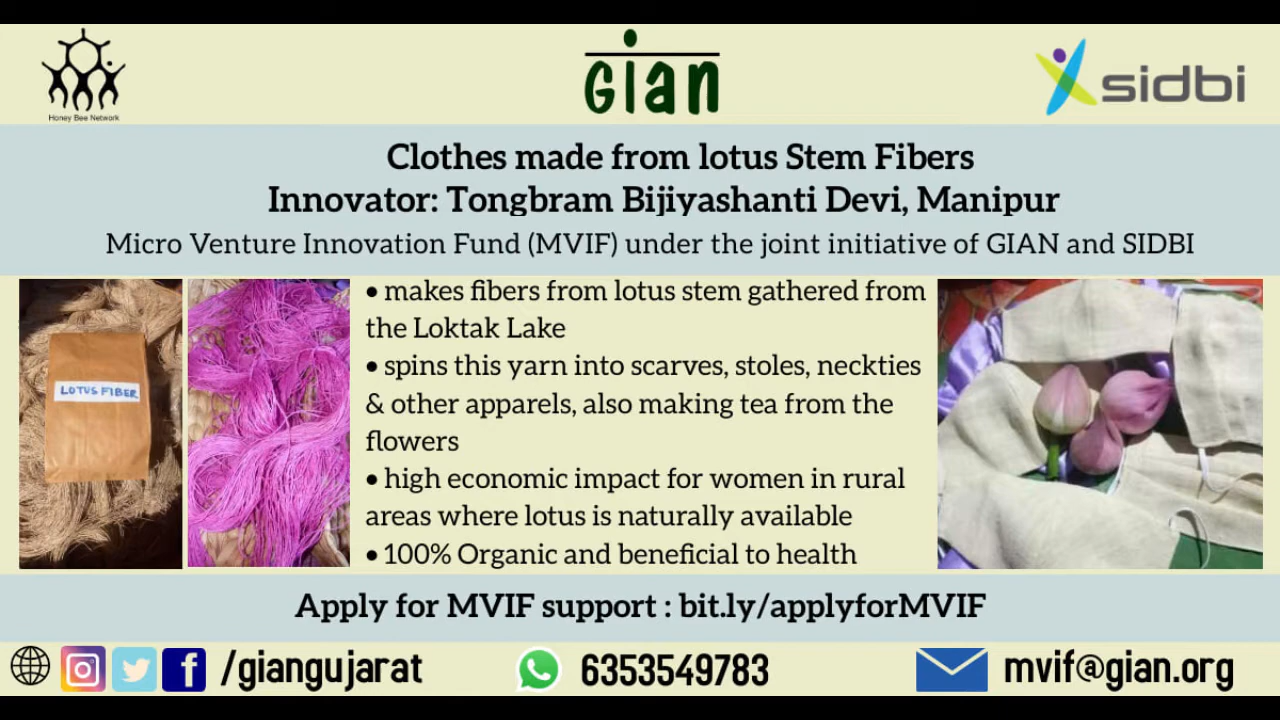 Honey Bee Network
Gian
sidbi
Clothes made from lotus Stem Fibers
Innovator: Tongbram Bijiyashanti Devi, Manipur
Micro Venture Innovation Fund (MVIF) under the joint initiative of GIAN and SIDBI
LOTUS FIBER
• makes fibers from lotus stem gathered from
the Loktak Lake
• spins this yarn into scarves, stoles, neckties
& other apparels, also making tea from the
flowers
• high economic impact for women in rural
areas where lotus is naturally available
• 100% Organic and beneficial to health
Apply for MVIF support : bit.ly/applyforMVIF
/giangujarat
6353549783
mvif@gian.org